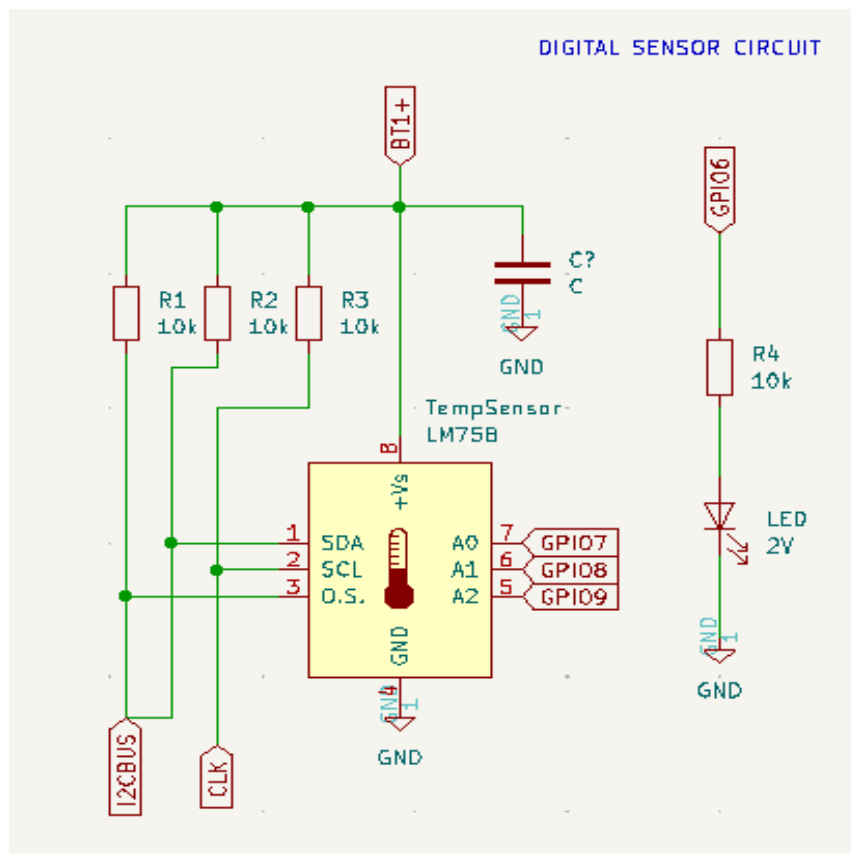 DIGITAL SENSOR CIRCUIT
BT1+
GPIO6
R1
10k
R2
10k
R3
10k
C?
C
GND
1
GND
R4
10k
TempSensor
LM75B
8
+Vs
1
SDA
A0
7
GPIO7
2
SCL
A1
6
GPIO8
3
O.S.
A2
5
GPIO9
GND
LED
2V
4
GND
1
GND
GND
1
GND
I2CBUS
CLK